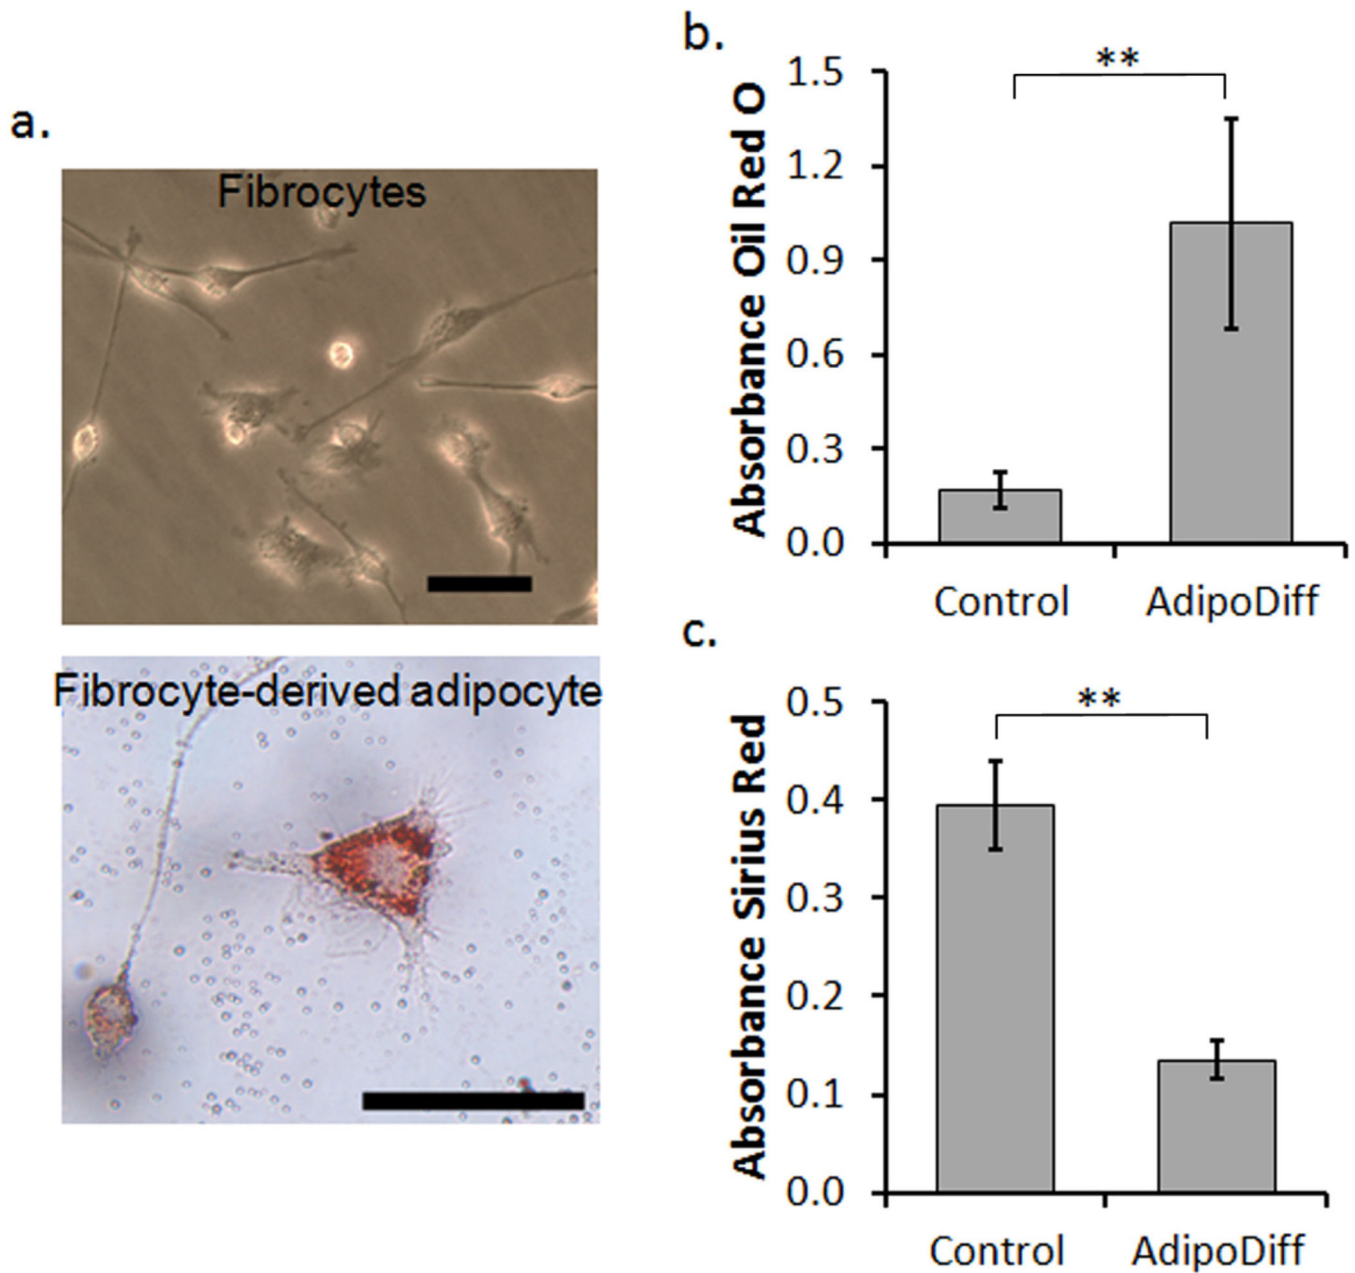 a.
Fibrocytes
Fibrocyte-derived adipocyte
b.
**
Absorbance Oil Red O
1.5
1.2
0.9
0.6
0.3
0.0
Control AdipoDiff
c.
**
Absorbance Sirius Red
0.5
0.4
0.3
0.2
0.1
0.0
Control AdipoDiff